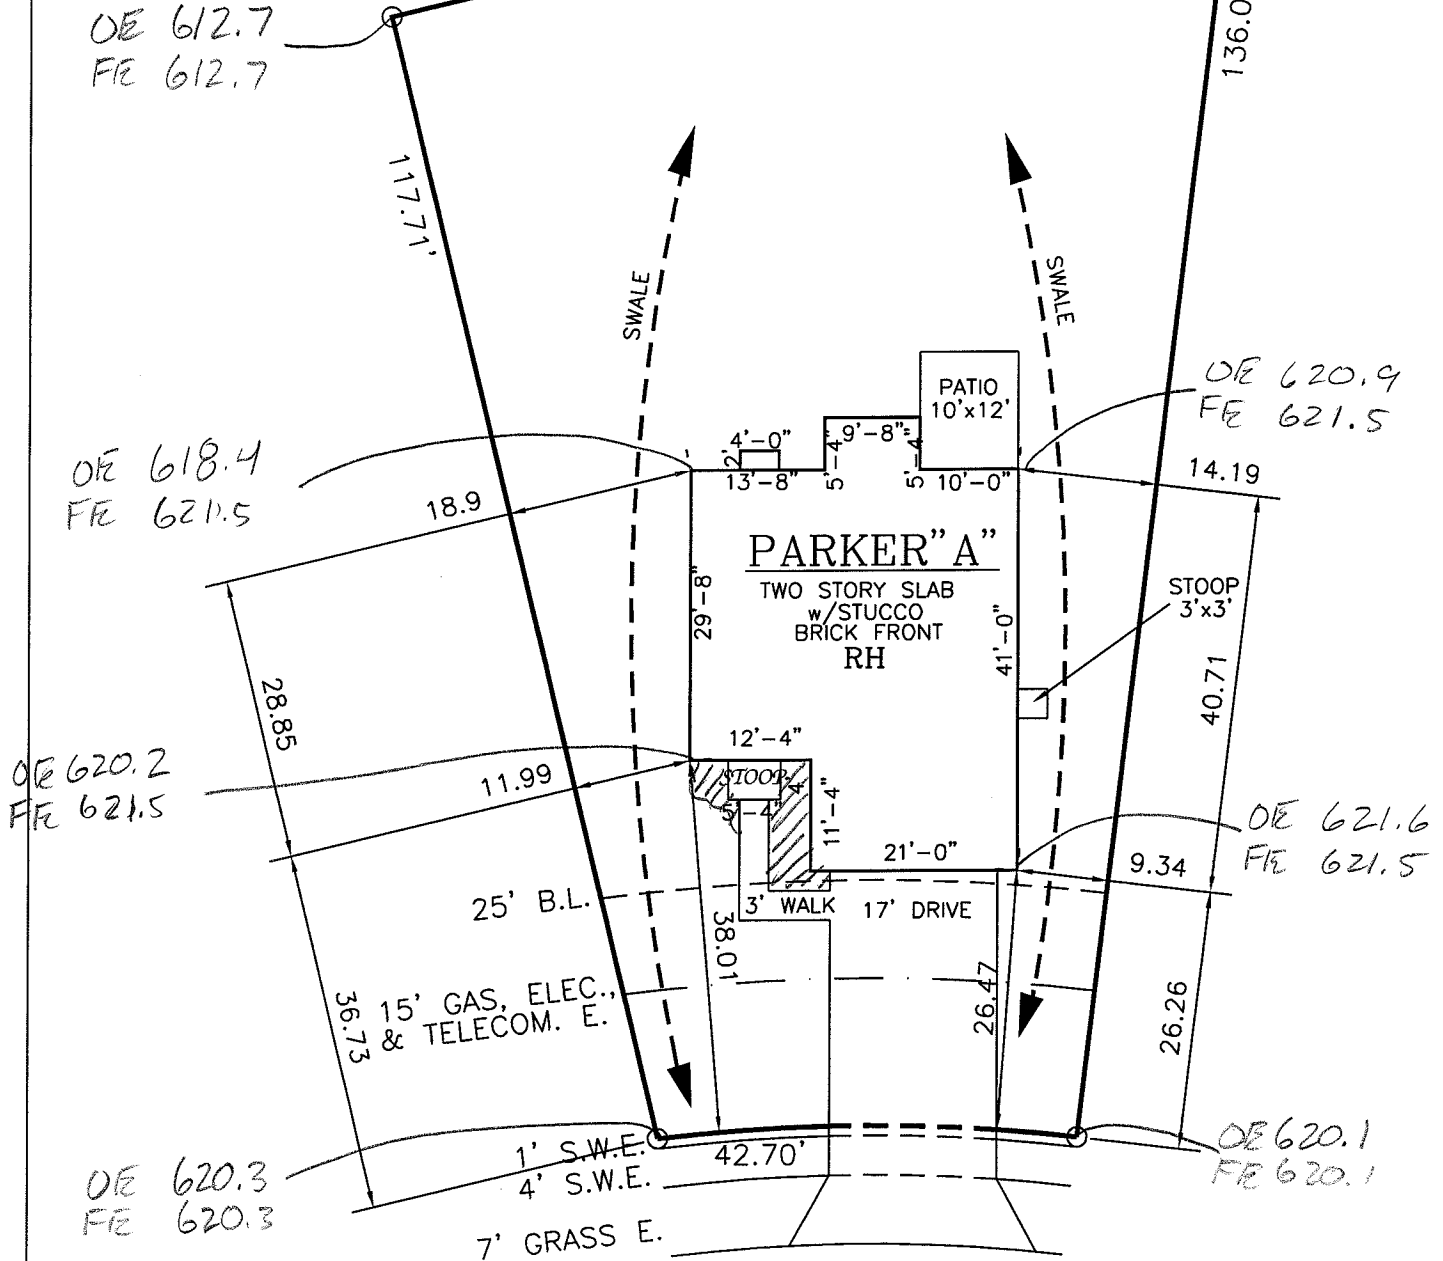 OE 612.7
FE 612.7
136.0
117.71'
SWALE
SWALE
PATIO
10'x12'
OE 620.9
FE 621.5
4'-0"
2'
9'-8"
5'-4"
5'-4"
13'-8"
10'-0"
OE 618.4
FE 621.5
18.9
14.19
PARKER"A"
TWO STORY SLAB
w/STUCCO
BRICK FRONT
RH
29'-8"
41'-0"
STOOP
3'x3'
40.71
28.85
12'-4"
OE 620.2
FE 621.5
11.99
STOOP
4'
5'-4"
11'-4"
21'-0"
OE 621.6
FE 621.5
9.34
25' B.L.
3' WALK
17' DRIVE
38.01
26.47
26.26
36.73
15' GAS, ELEC.,
& TELECOM. E.
1' S.W.E.
4' S.W.E.
42.70'
OE 620.1
FE 620.1
OE 620.3
FE 620.3
7' GRASS E.